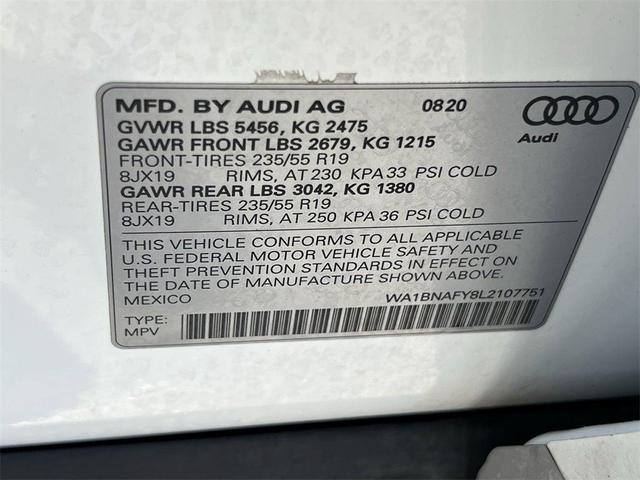 MFD. BY AUDI AG 0820
GVWR LBS 5456, KG 2475
GAWR FRONT LBS 2679, KG 1215
FRONT-TIRES 235/55 R19
8JX19 RIMS, AT 230 KPA 33 PSI COLD
GAWR REAR LBS 3042, KG 1380
REAR-TIRES 235/55 R19
8JX19 RIMS, AT 250 KPA 36 PSI COLD
Audi
THIS VEHICLE CONFORMS TO ALL APPLICABLE
U.S. FEDERAL MOTOR VEHICLE SAFETY AND
THEFT PREVENTION STANDARDS IN EFFECT ON
THE DATE OF MANUFACTURE SHOWN ABOVE.
MEXICO WA1BNAFY8L2107751
TYPE:
MPV